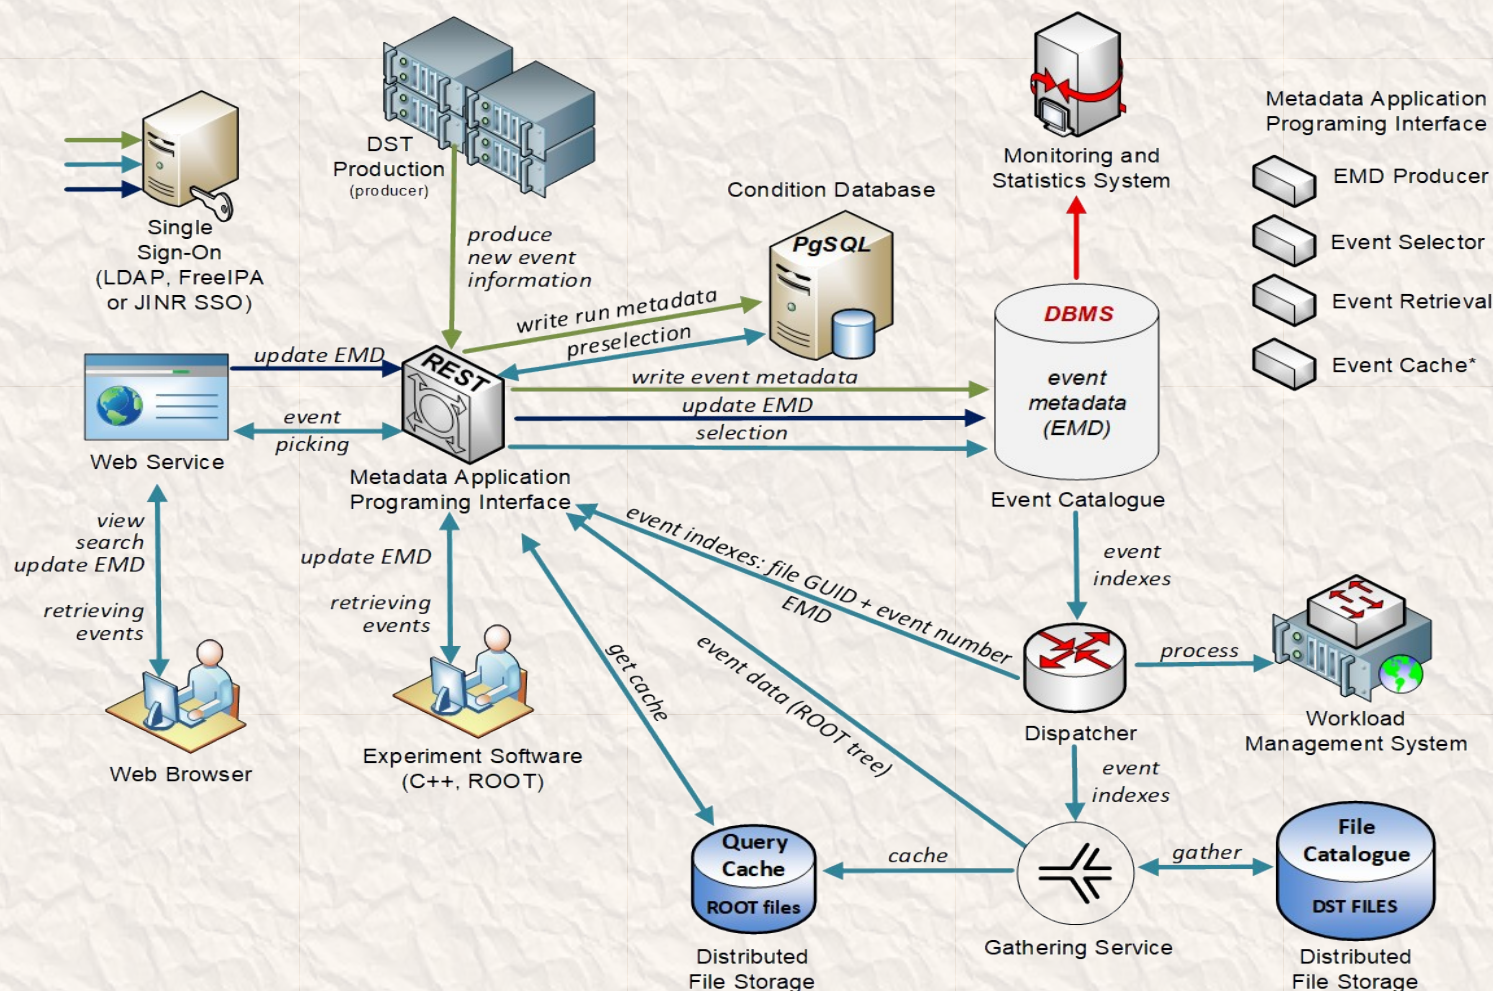 DST
Production
(producer)
Single
Sign-On
(LDAP, FreeIPA
or JINR SSO)
produce
new event
information
Condition Database
PgSQL
Monitoring and
Statistics System
Metadata Application
Programing Interface
EMD Producer
Event Selector
Event Retrieval
Event Cache*
write run metadata
preselection
update EMD
REST
write event metadata
update EMD
selection
DBMS
event
metadata
(EMD)
Event Catalogue
event
picking
Web Service
Metadata Application
Programing Interface
view
search
update EMD
retrieving
events
Web Browser
update EMD
retrieving
events
Experiment Software
(C++, ROOT)
event indexes: file GUID + event number
EMD
event data (ROOT tree)
get cache
event
indexes
Dispatcher
process
Workload
Management System
event
indexes
Query
Cache
ROOT files
Distributed
File Storage
cache
Gathering Service
gather
File
Catalogue
DST FILES
Distributed
File Storage